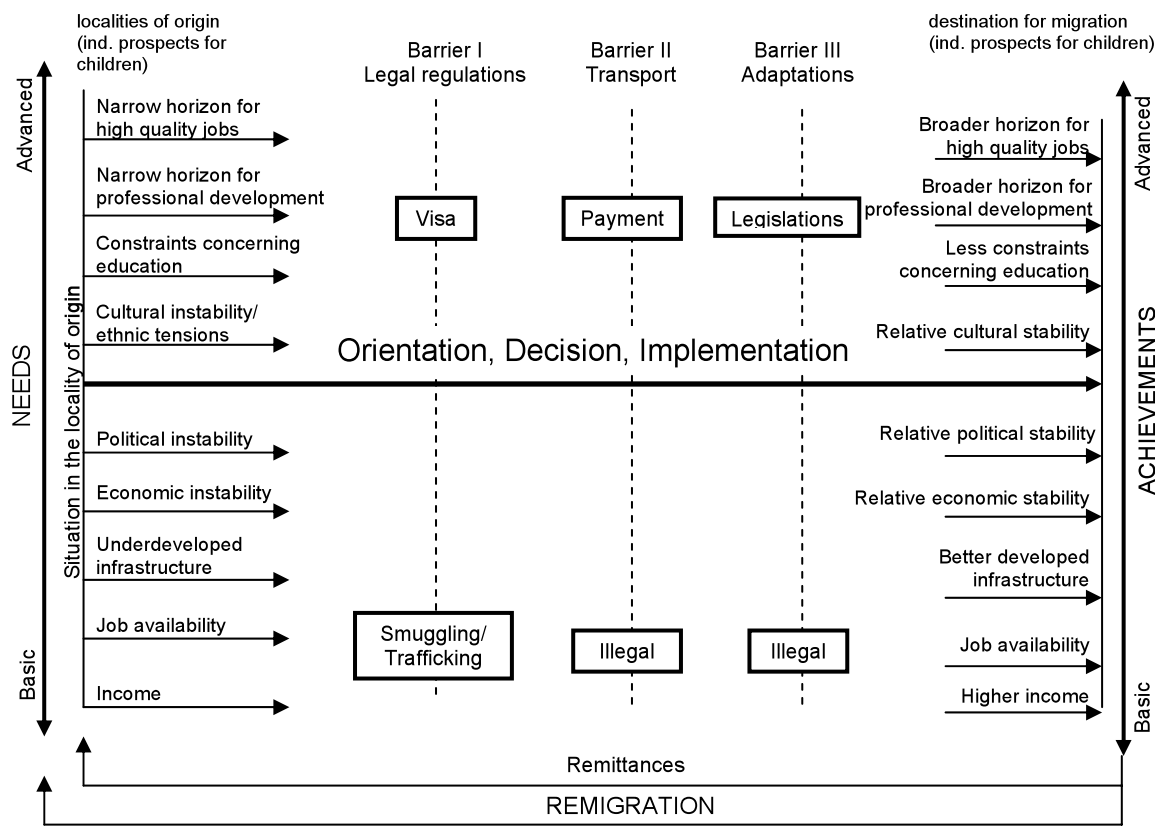 localities of origin
(ind. prospects for
children)
destination for migration
(ind. prospects for children)
Barrier I
Legal regulations
Barrier II
Transport
Barrier III
Adaptations
Advanced
NEEDS
Basic
Situation in the locality of origin
Narrow horizon for
high quality jobs
Narrow horizon for
professional development
Constraints concerning
education
Cultural instability/
ethnic tensions
Political instability
Economic instability
Underdeveloped
infrastructure
Job availability
Income
Visa
Payment
Legislations
Orientation, Decision, Implementation
Smuggling/
Trafficking
Illegal
Illegal
Broader horizon for
high quality jobs
Broader horizon for
professional development
Less constraints
concerning education
Relative cultural stability
Relative political stability
Relative economic stability
Better developed
infrastructure
Job availability
Higher income
Advanced
ACHIEVEMENTS
Basic
Remittances
REMIGRATION